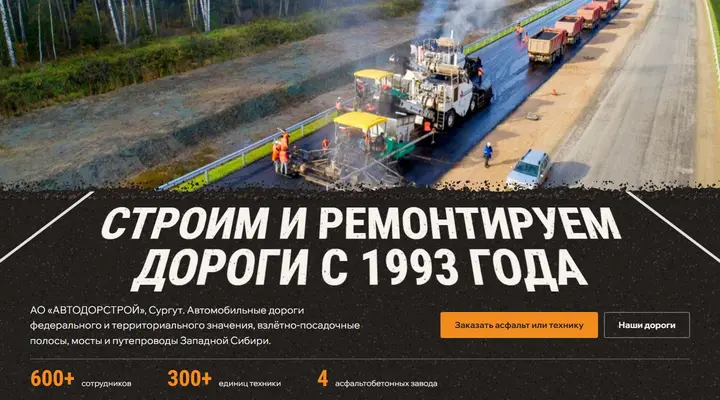 СТРОИМ И РЕМОНТИРУЕМ
ДОРОГИ С 1993 ГОДА
АО «АВТОДОРСТРОЙ», Сургут. Автомобильные дороги
федерального и территориального значения, взлётно-посадочные
полосы, мосты и путепроводы Западной Сибири.
Заказать асфальт или технику
Наши дороги
600+ сотрудников
300+ единиц техники
4 асфальтобетонных завода